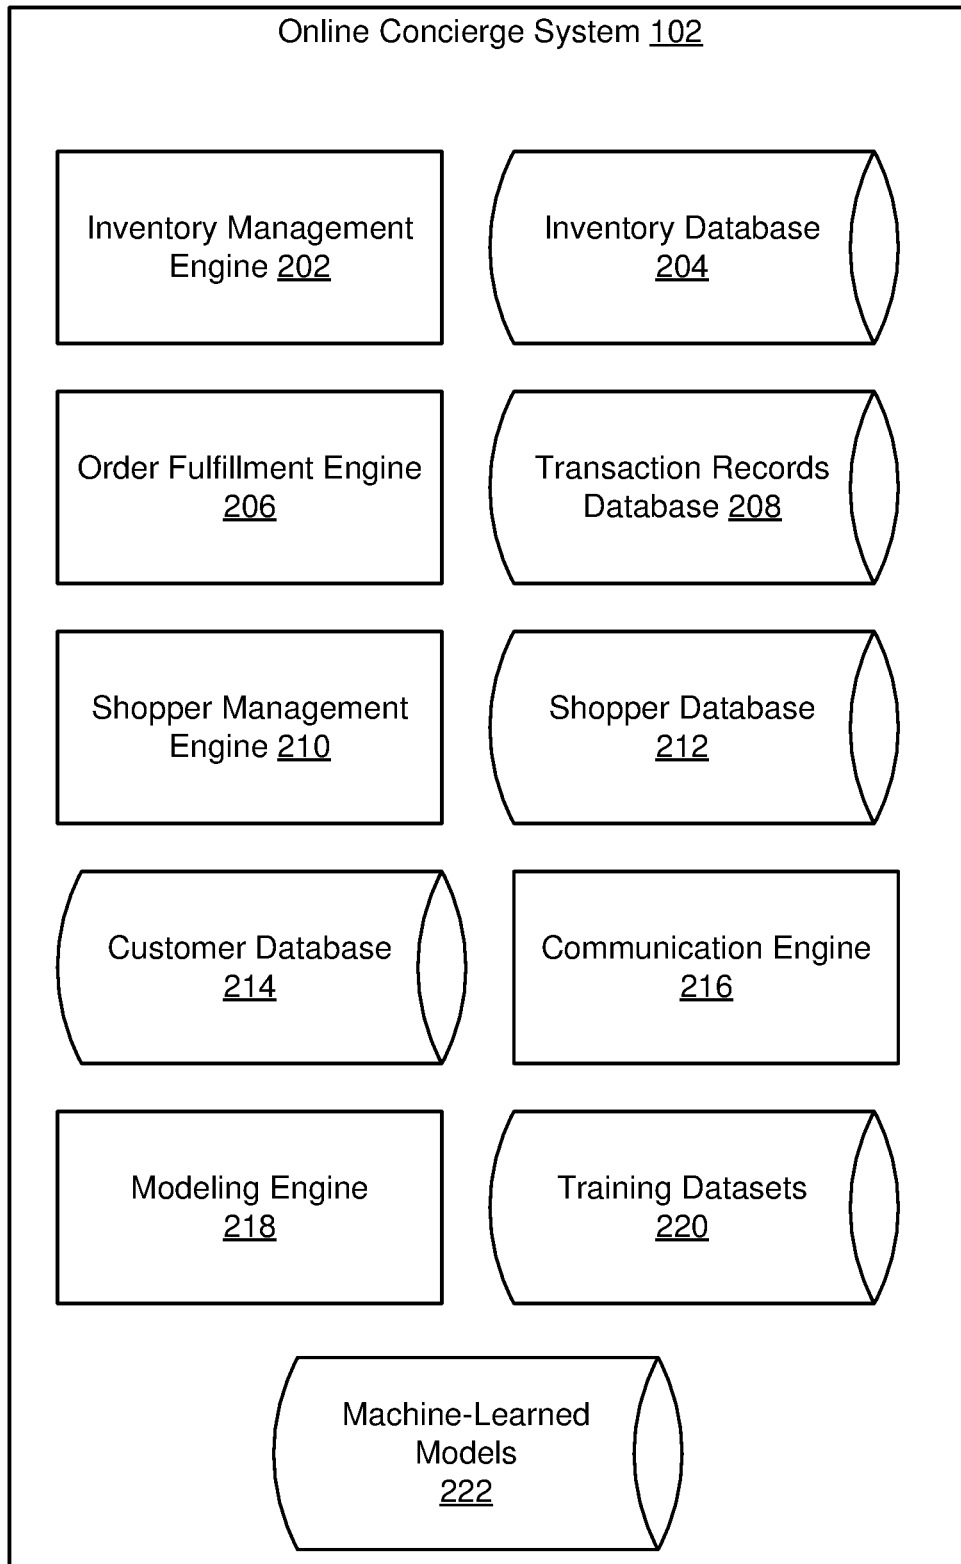 Online Concierge System 102
Inventory Management
Engine 202
Inventory Database
204
Order Fulfillment Engine
206
Transaction Records
Database 208
Shopper Management
Engine 210
Shopper Database
212
Customer Database
214
Communication Engine
216
Modeling Engine
218
Training Datasets
220
Machine-Learned
Models
222